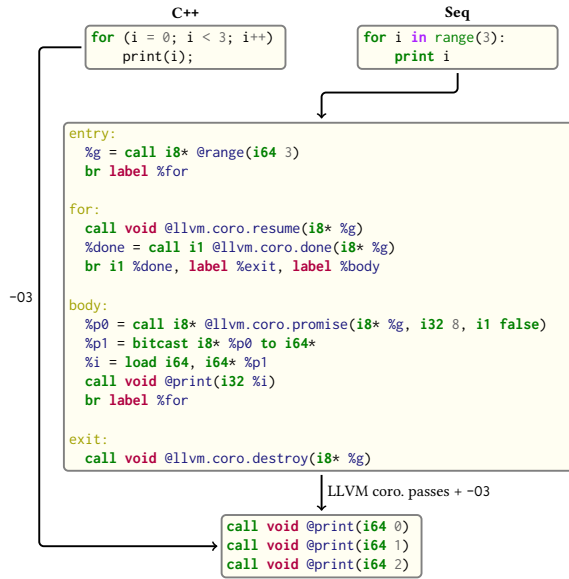 C++
for (i = 0; i < 3; i++)
    print(i);
Seq
for i in range(3):
    print i
entry:
  %g = call i8* @range(i64 3)
  br label %for

for:
  call void @llvm.coro.resume(i8* %g)
  %done = call i1 @llvm.coro.done(i8* %g)
  br i1 %done, label %exit, label %body

body:
  %p0 = call i8* @llvm.coro.promise(i8* %g, i32 8, i1 false)
  %p1 = bitcast i8* %p0 to i64*
  %i = load i64, i64* %p1
  call void @print(i32 %i)
  br label %for

exit:
  call void @llvm.coro.destroy(i8* %g)
-O3
LLVM coro. passes + -O3
call void @print(i64 0)
call void @print(i64 1)
call void @print(i64 2)